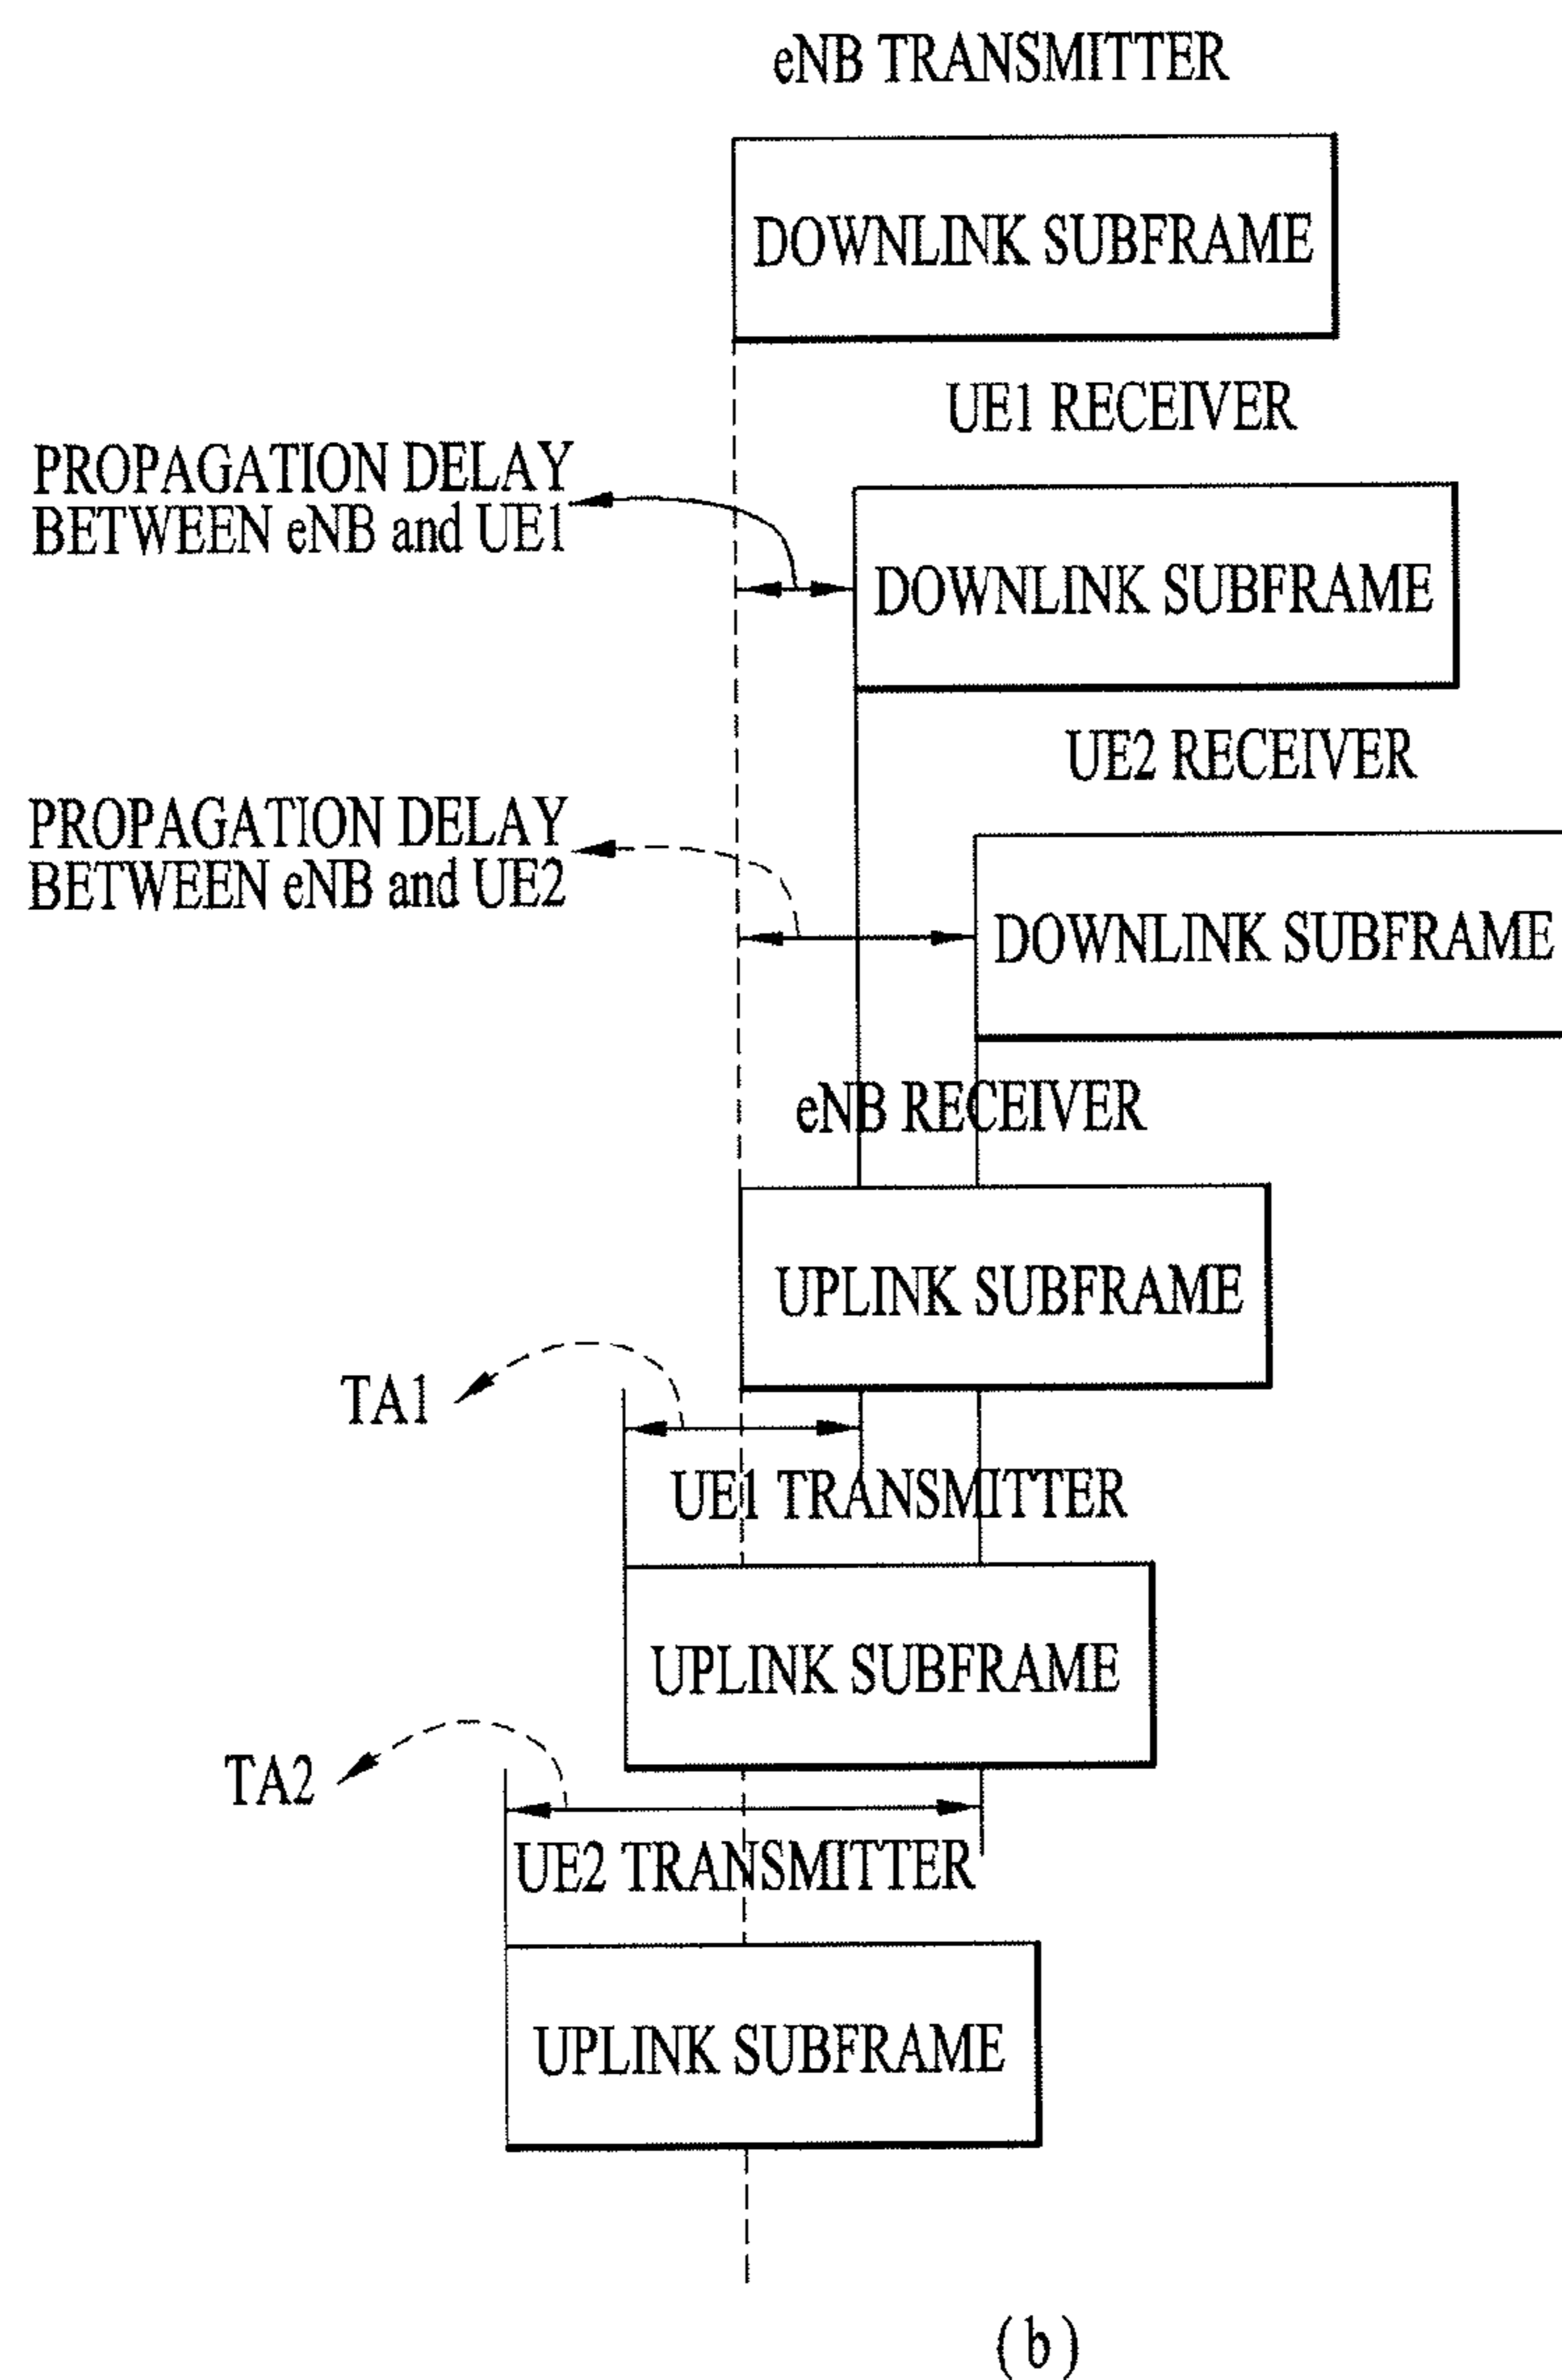 eNB TRANSMITTER
DOWNLINK SUBFRAME
UE1 RECEIVER
PROPAGATION DELAY
BETWEEN eNB and UE1
DOWNLINK SUBFRAME
UE2 RECEIVER
PROPAGATION DELAY
BETWEEN eNB and UE2
DOWNLINK SUBFRAME
eNB RECEIVER
UPLINK SUBFRAME
TA1
UE1 TRANSMITTER
UPLINK SUBFRAME
TA2
UE2 TRANSMITTER
UPLINK SUBFRAME
(b)